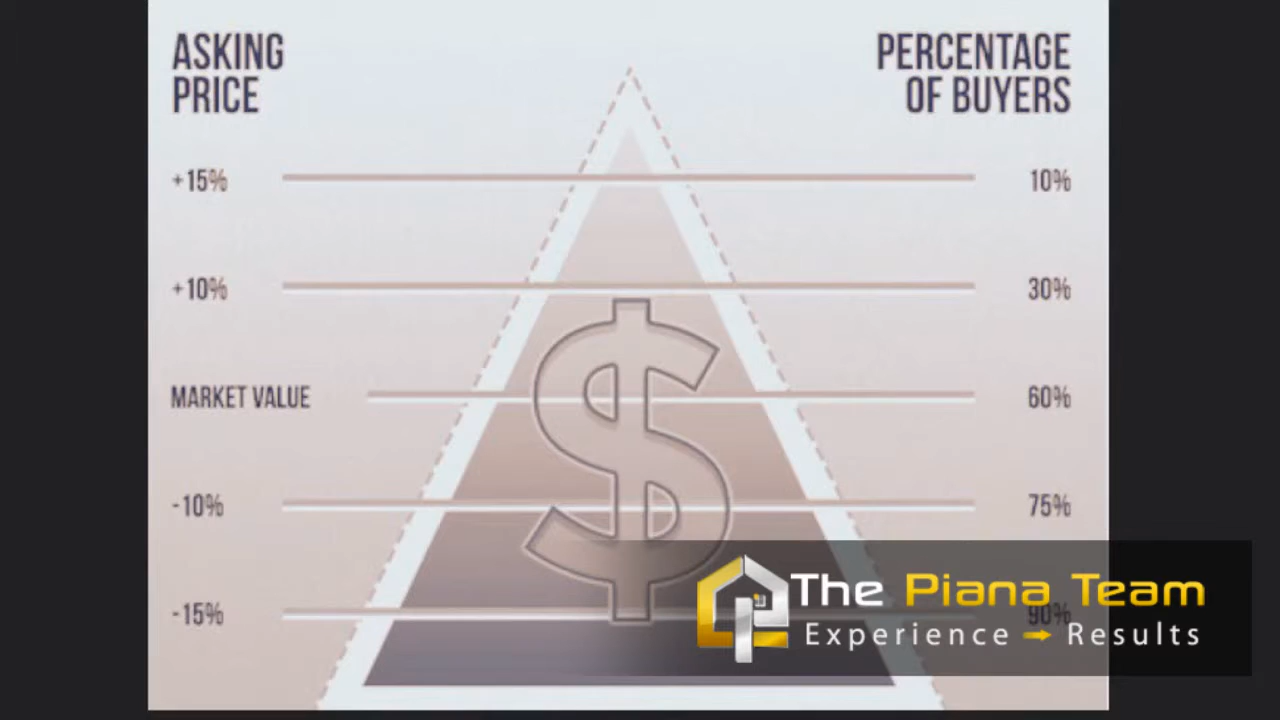 ASKING
PRICE
PERCENTAGE
OF BUYERS
+15% 10%
+10% 30%
MARKET VALUE 60%
-10% 75%
-15% 90%
The Piana Team
Experience → Results